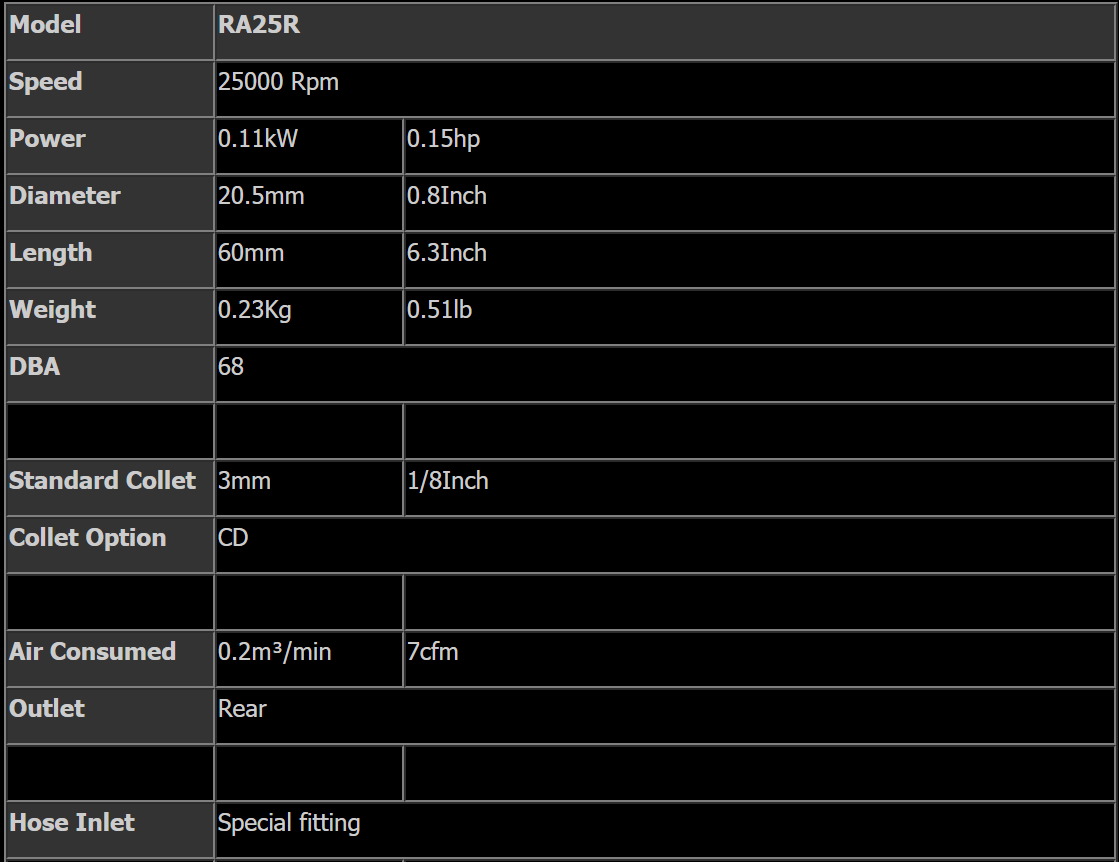 Model RA25R
Speed 25000 Rpm
Power 0.11kW 0.15hp
Diameter 20.5mm 0.8Inch
Length 60mm 6.3Inch
Weight 0.23Kg 0.51lb
DBA 68
Standard Collet 3mm 1/8Inch
Collet Option CD
Air Consumed 0.2m³/min 7cfm
Outlet Rear
Hose Inlet Special fitting